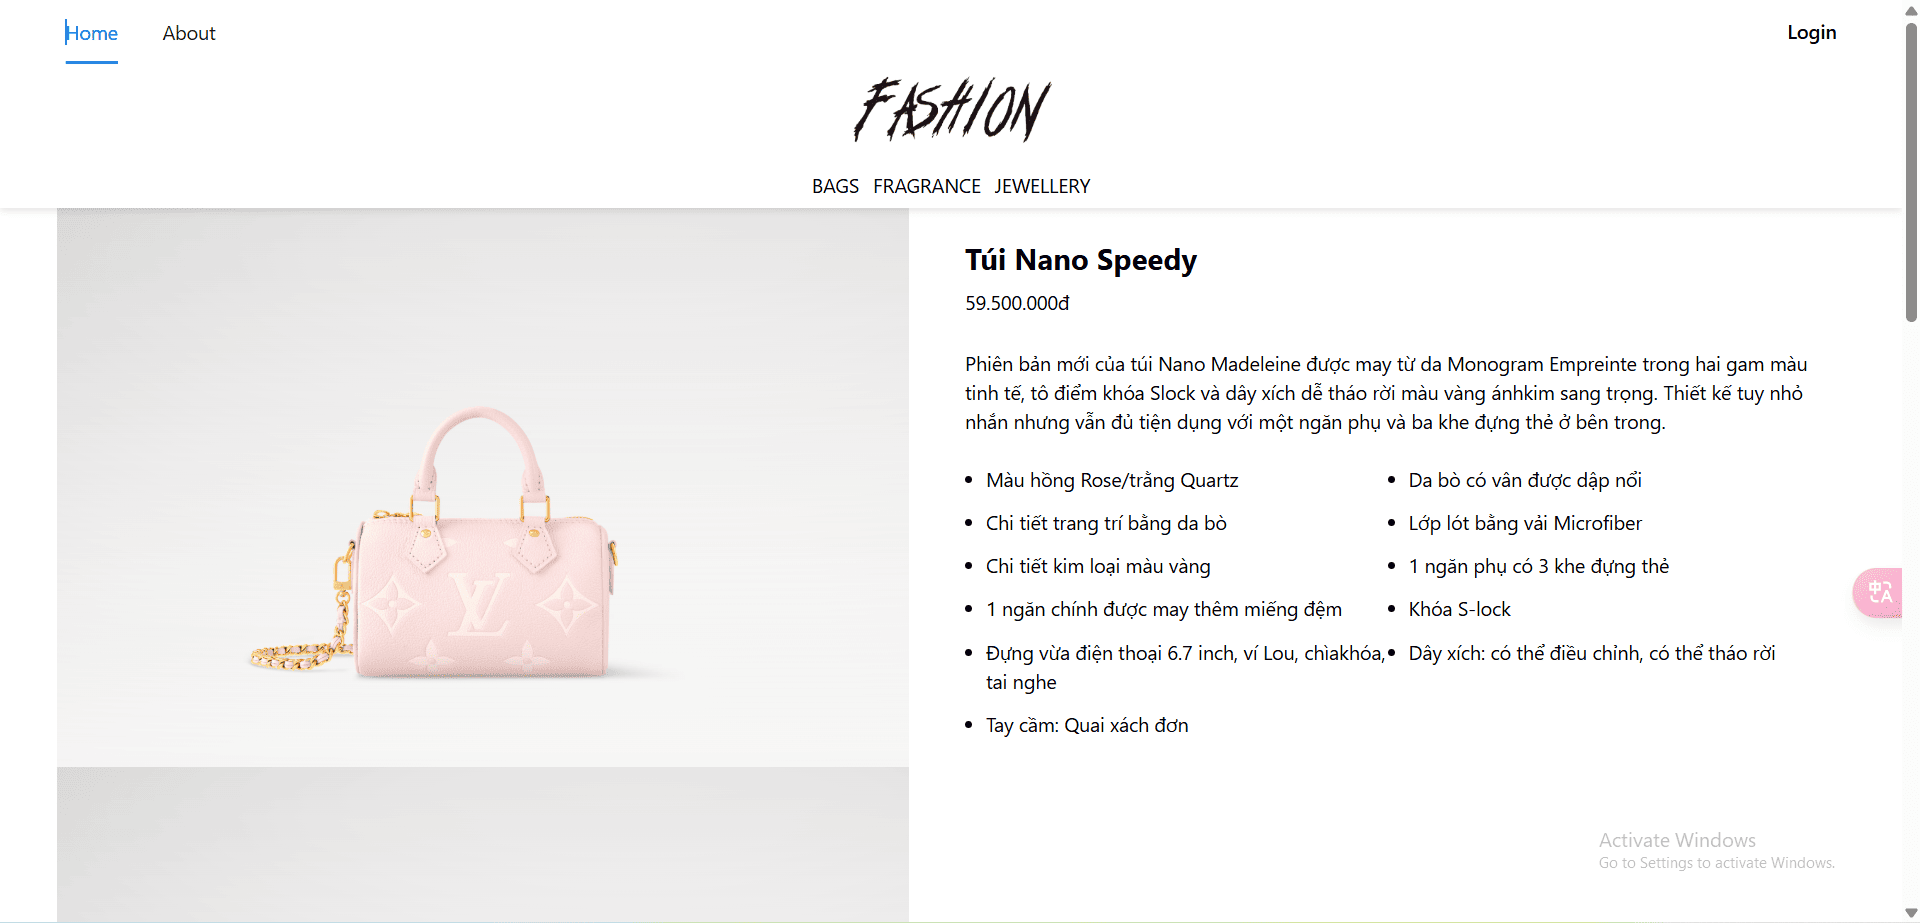 Home About Login
FASHION
BAGS FRAGRANCE JEWELLERY
Túi Nano Speedy
59.500.000đ
Phiên bản mới của túi Nano Madeleine được may từ da Monogram Empreinte trong hai gam màu
tinh tế, tô điểm khóa Slock và dây xích dễ tháo rời màu vàng ánhkim sang trọng. Thiết kế tuy nhỏ
nhắn nhưng vẫn đủ tiện dụng với một ngăn phụ và ba khe đựng thẻ ở bên trong.
Màu hồng Rose/trằng Quartz
Chi tiết trang trí bằng da bò
Chi tiết kim loại màu vàng
1 ngăn chính được may thêm miếng đệm
Đựng vừa điện thoại 6.7 inch, ví Lou, chìakhóa,
tai nghe
Tay cầm: Quai xách đơn
Da bò có vân được dập nổi
Lớp lót bằng vải Microfiber
1 ngăn phụ có 3 khe đựng thẻ
Khóa S-lock
Dây xích: có thể điều chỉnh, có thể tháo rời
LV
中A
Activate Windows
Go to Settings to activate Windows.